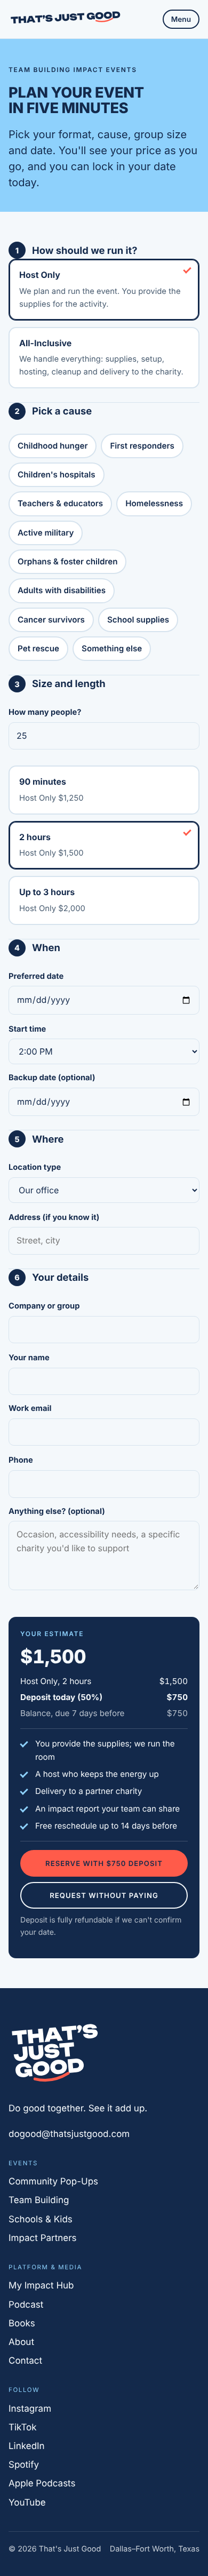 THAT'S JUST GOOD
Menu
TEAM BUILDING IMPACT EVENTS
PLAN YOUR EVENT
IN FIVE MINUTES
Pick your format, cause, group size
and date. You'll see your price as you
go, and you can lock in your date
today.
1 How should we run it?
Host Only
We plan and run the event. You provide the
supplies for the activity.
All-Inclusive
We handle everything: supplies, setup,
hosting, cleanup and delivery to the charity.
2 Pick a cause
Childhood hunger First responders
Children's hospitals
Teachers & educators Homelessness
Active military
Orphans & foster children
Adults with disabilities
Cancer survivors School supplies
Pet rescue Something else
3 Size and length
How many people?
25
90 minutes
Host Only $1,250
2 hours
Host Only $1,500
Up to 3 hours
Host Only $2,000
4 When
Preferred date
mm/dd/yyyy
Start time
2:00 PM
Backup date (optional)
mm/dd/yyyy
5 Where
Location type
Our office
Address (if you know it)
Street, city
6 Your details
Company or group
Your name
Work email
Phone
Anything else? (optional)
Occasion, accessibility needs, a specific
charity you'd like to support
YOUR ESTIMATE
$1,500
Host Only, 2 hours $1,500
Deposit today (50%) $750
Balance, due 7 days before $750
You provide the supplies; we run the
room
A host who keeps the energy up
Delivery to a partner charity
An impact report your team can share
Free reschedule up to 14 days before
RESERVE WITH $750 DEPOSIT
REQUEST WITHOUT PAYING
Deposit is fully refundable if we can't confirm
your date.
THAT'S
JUST
GOOD
Do good together. See it add up.
dogood@thatsjustgood.com
EVENTS
Community Pop-Ups
Team Building
Schools & Kids
Impact Partners
PLATFORM & MEDIA
My Impact Hub
Podcast
Books
About
Contact
FOLLOW
Instagram
TikTok
LinkedIn
Spotify
Apple Podcasts
YouTube
© 2026 That's Just Good Dallas–Fort Worth, Texas